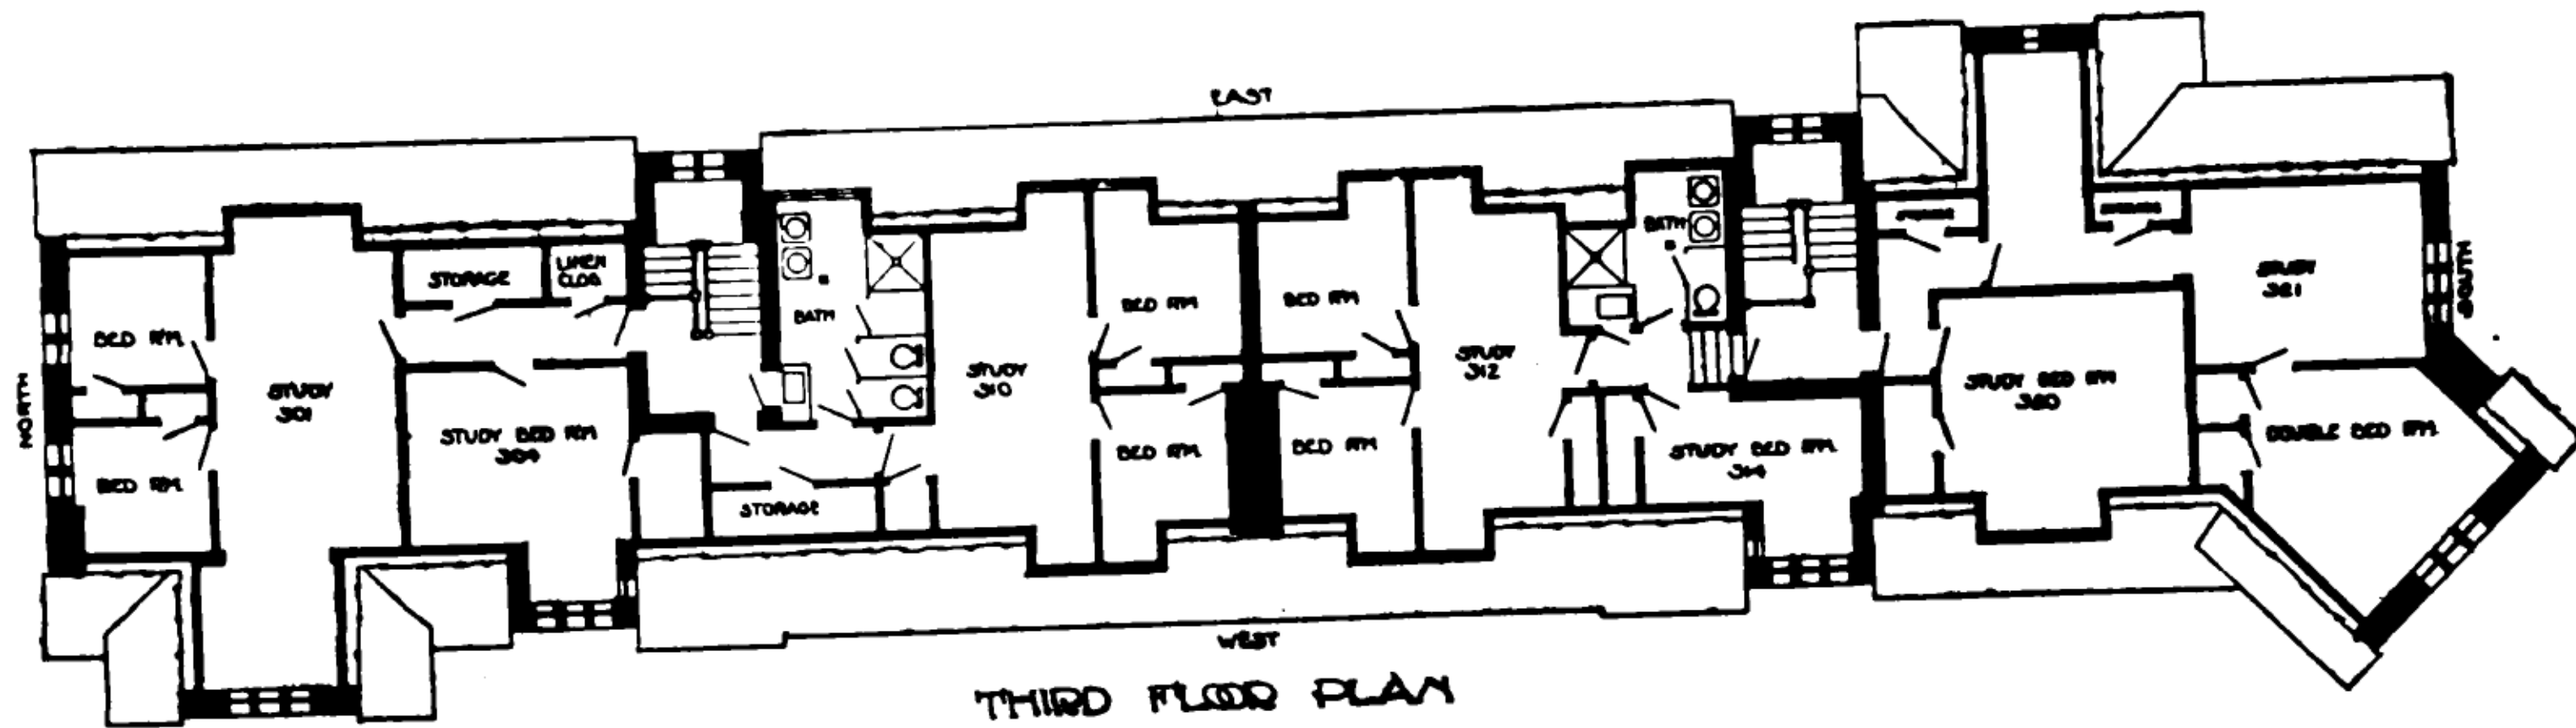 EAST
NORTH
BED RM.
BED RM.
STUDY
301
STORAGE
LINEN
CLOS
STUDY BED RM
304
BATH
STORAGE
STUDY
310
BED RM
BED RM
BED RM
BED RM
STUDY
312
BATH
STUDY BED RM.
314
STORAGE
STORAGE
STUDY BED RM
320
STUDY
321
DOUBLE BED RM.
SOUTH
WEST
THIRD FLOOR PLAN